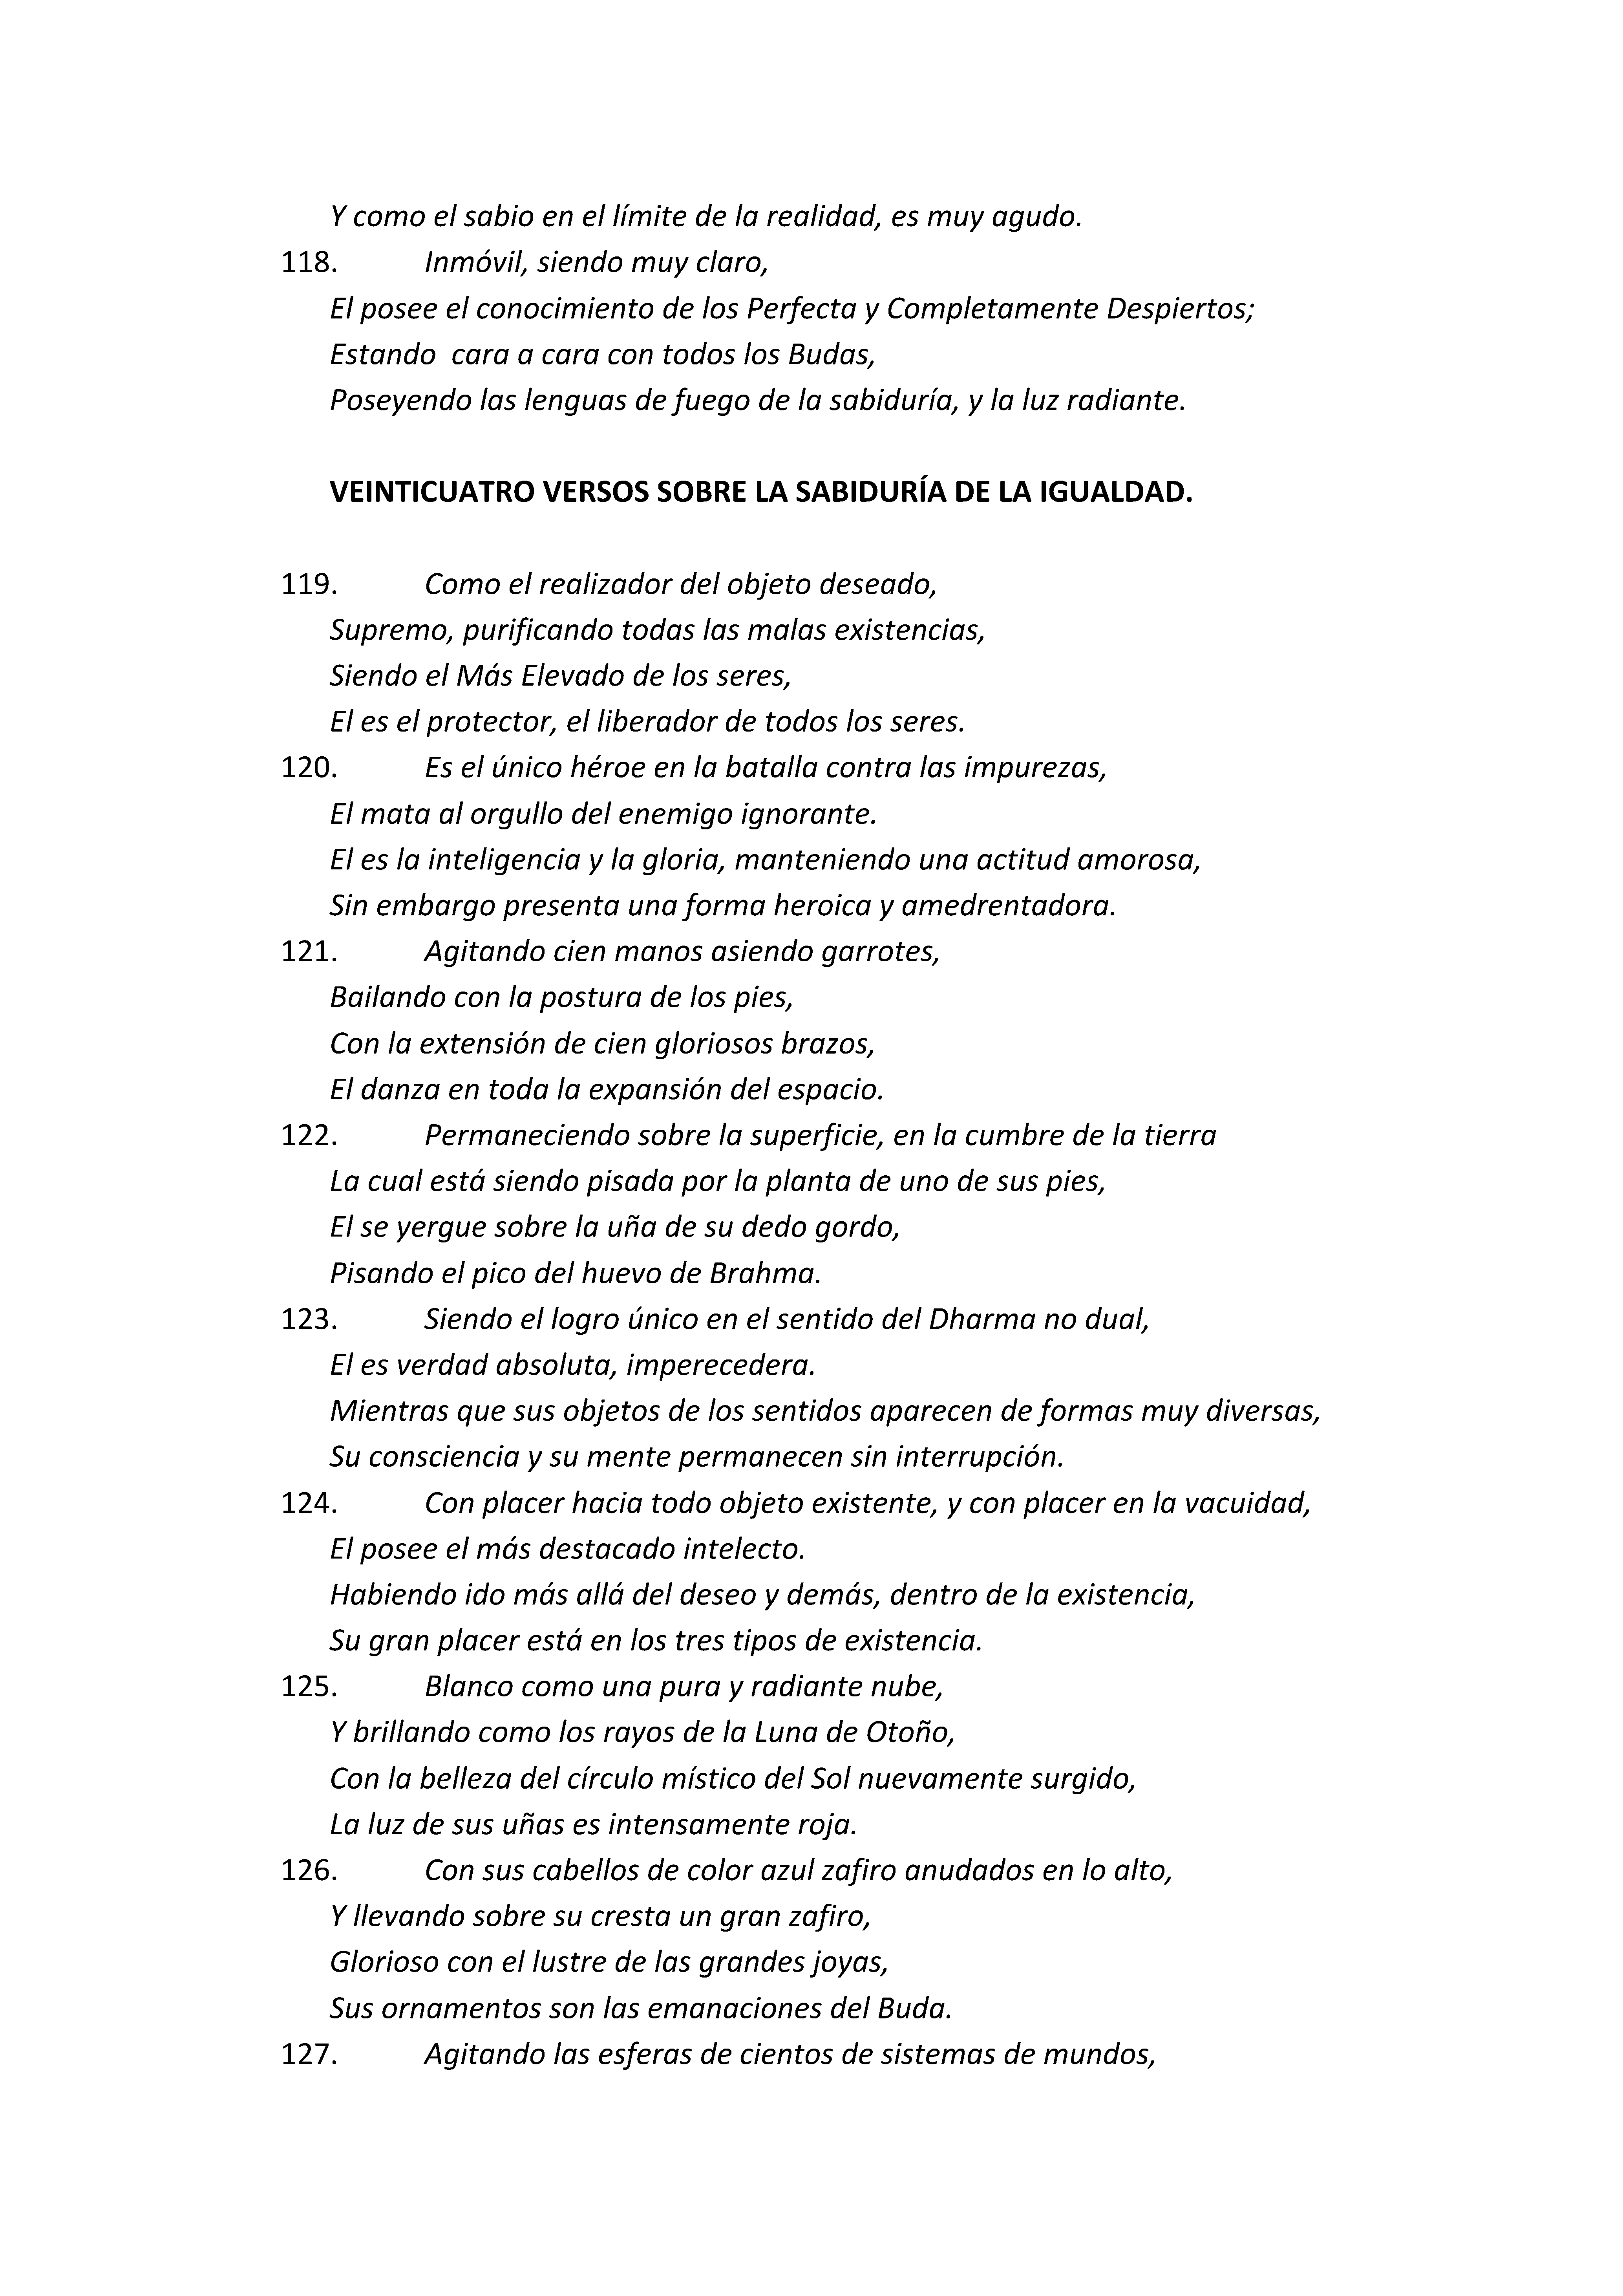 Y como el sabio en el límite de la realidad, es muy agudo.
118. Inmóvil, siendo muy claro,
El posee el conocimiento de los Perfecta y Completamente Despiertos;
Estando cara a cara con todos los Budas,
Poseyendo las lenguas de fuego de la sabiduría, y la luz radiante.
VEINTICUATRO VERSOS SOBRE LA SABIDURÍA DE LA IGUALDAD.
119. Como el realizador del objeto deseado,
Supremo, purificando todas las malas existencias,
Siendo el Más Elevado de los seres,
El es el protector, el liberador de todos los seres.
120. Es el único héroe en la batalla contra las impurezas,
El mata al orgullo del enemigo ignorante.
El es la inteligencia y la gloria, manteniendo una actitud amorosa,
Sin embargo presenta una forma heroica y amedrentadora.
121. Agitando cien manos asiendo garrotes,
Bailando con la postura de los pies,
Con la extensión de cien gloriosos brazos,
El danza en toda la expansión del espacio.
122. Permaneciendo sobre la superficie, en la cumbre de la tierra
La cual está siendo pisada por la planta de uno de sus pies,
El se yergue sobre la uña de su dedo gordo,
Pisando el pico del huevo de Brahma.
123. Siendo el logro único en el sentido del Dharma no dual,
El es verdad absoluta, imperecedera.
Mientras que sus objetos de los sentidos aparecen de formas muy diversas,
Su consciencia y su mente permanecen sin interrupción.
124. Con placer hacia todo objeto existente, y con placer en la vacuidad,
El posee el más destacado intelecto.
Habiendo ido más allá del deseo y demás, dentro de la existencia,
Su gran placer está en los tres tipos de existencia.
125. Blanco como una pura y radiante nube,
Y brillando como los rayos de la Luna de Otoño,
Con la belleza del círculo místico del Sol nuevamente surgido,
La luz de sus uñas es intensamente roja.
126. Con sus cabellos de color azul zafiro anudados en lo alto,
Y llevando sobre su cresta un gran zafiro,
Glorioso con el lustre de las grandes joyas,
Sus ornamentos son las emanaciones del Buda.
127. Agitando las esferas de cientos de sistemas de mundos,